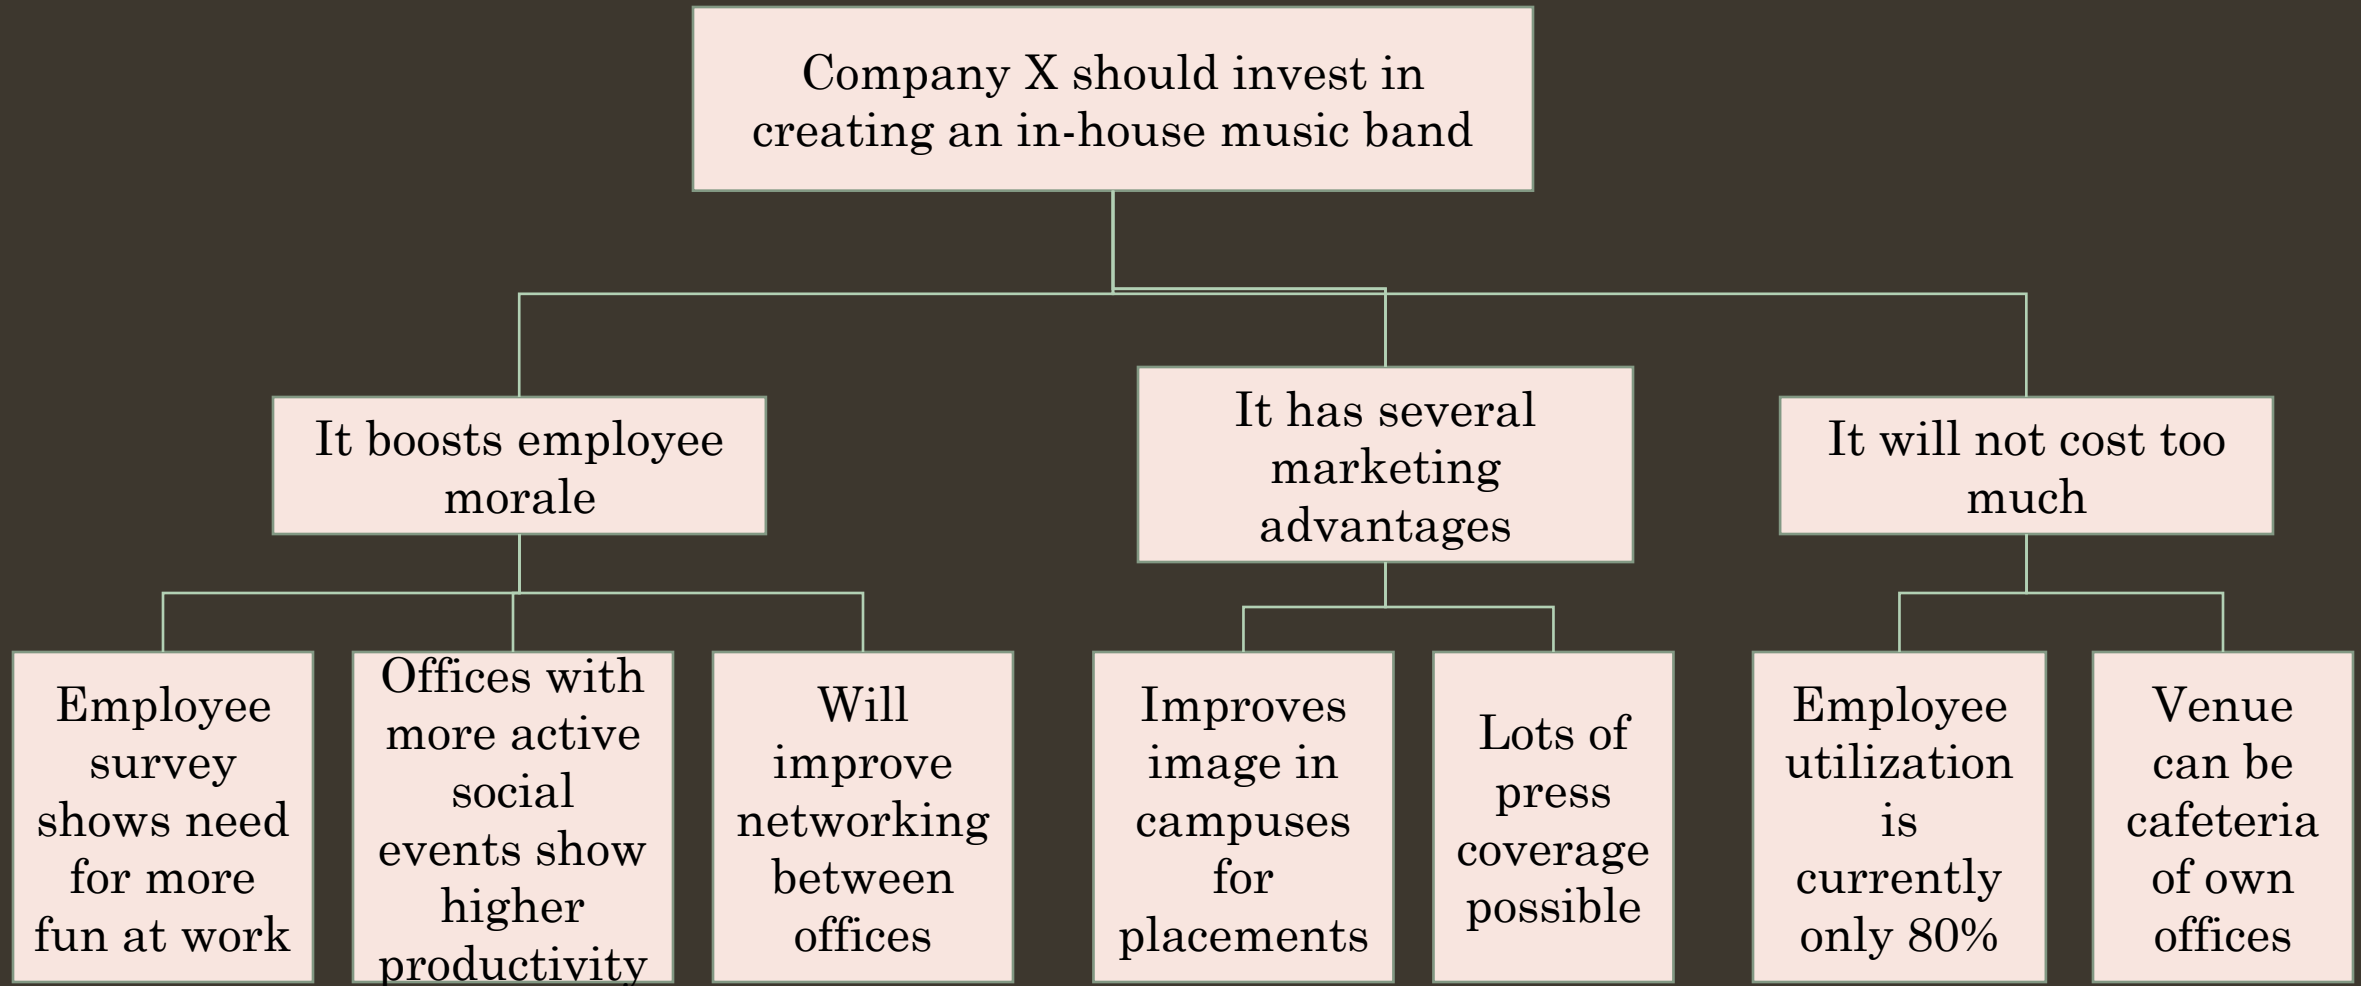 Company X should invest in
creating an in-house music band
It boosts employee
morale
It has several
marketing
advantages
It will not cost too
much
Employee
survey
shows need
for more
fun at work
Offices with
more active
social
events show
higher
productivity
Will
improve
networking
between
offices
Improves
image in
campuses
for
placements
Lots of
press
coverage
possible
Employee
utilization
is
currently
only 80%
Venue
can be
cafeteria
of own
offices